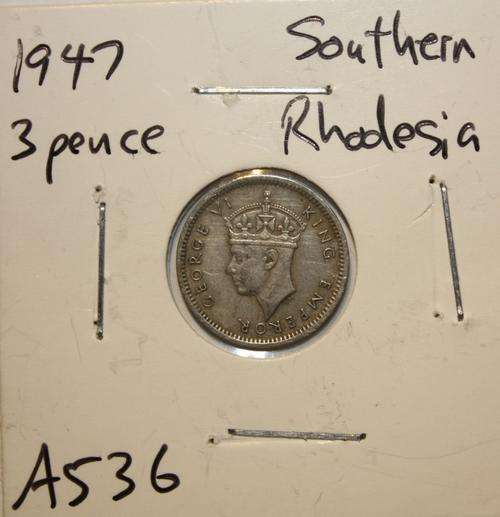 1947
3 pence
Southern
Rhodesia
GEORGE VI KING EMPEROR
A536